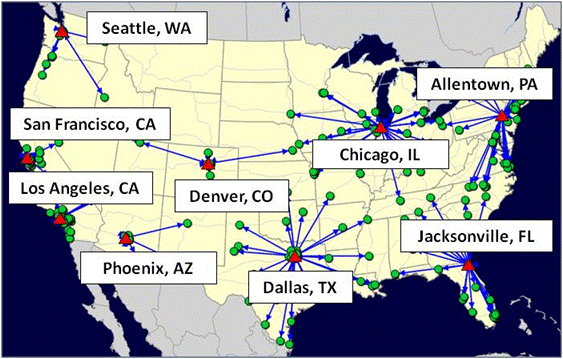 Seattle, WA
Allentown, PA
San Francisco, CA
Chicago, IL
Los Angeles, CA
Denver, CO
Jacksonville, FL
Phoenix, AZ
Dallas, TX